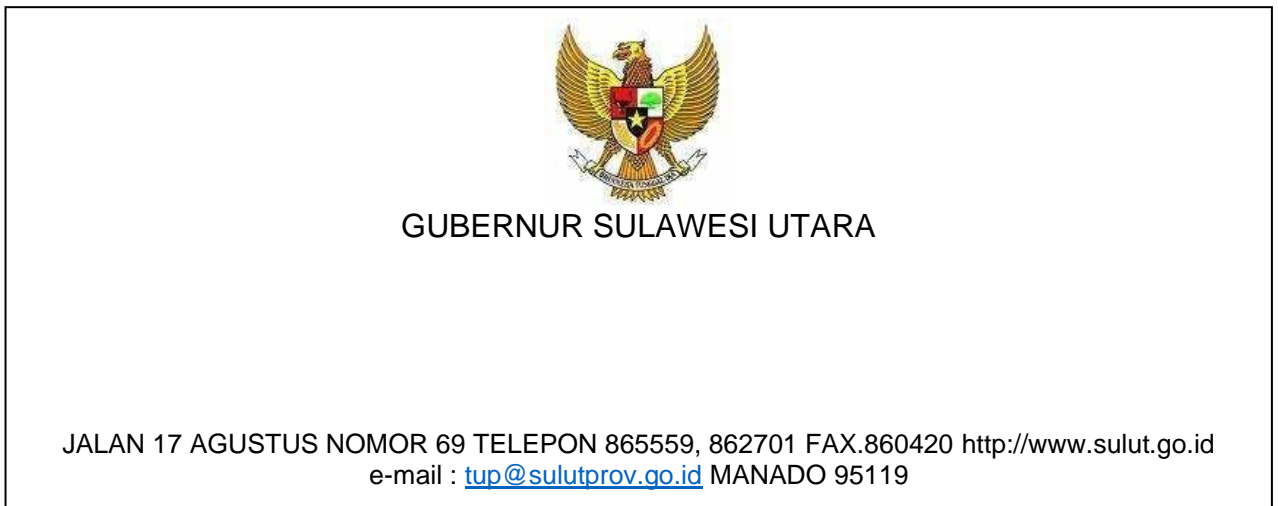 GUBERNUR SULAWESI UTARA
JALAN 17 AGUSTUS NOMOR 69 TELEPON 865559, 862701 FAX.860420 http://www.sulut.go.id
e-mail : tup@sulutprov.go.id MANADO 95119